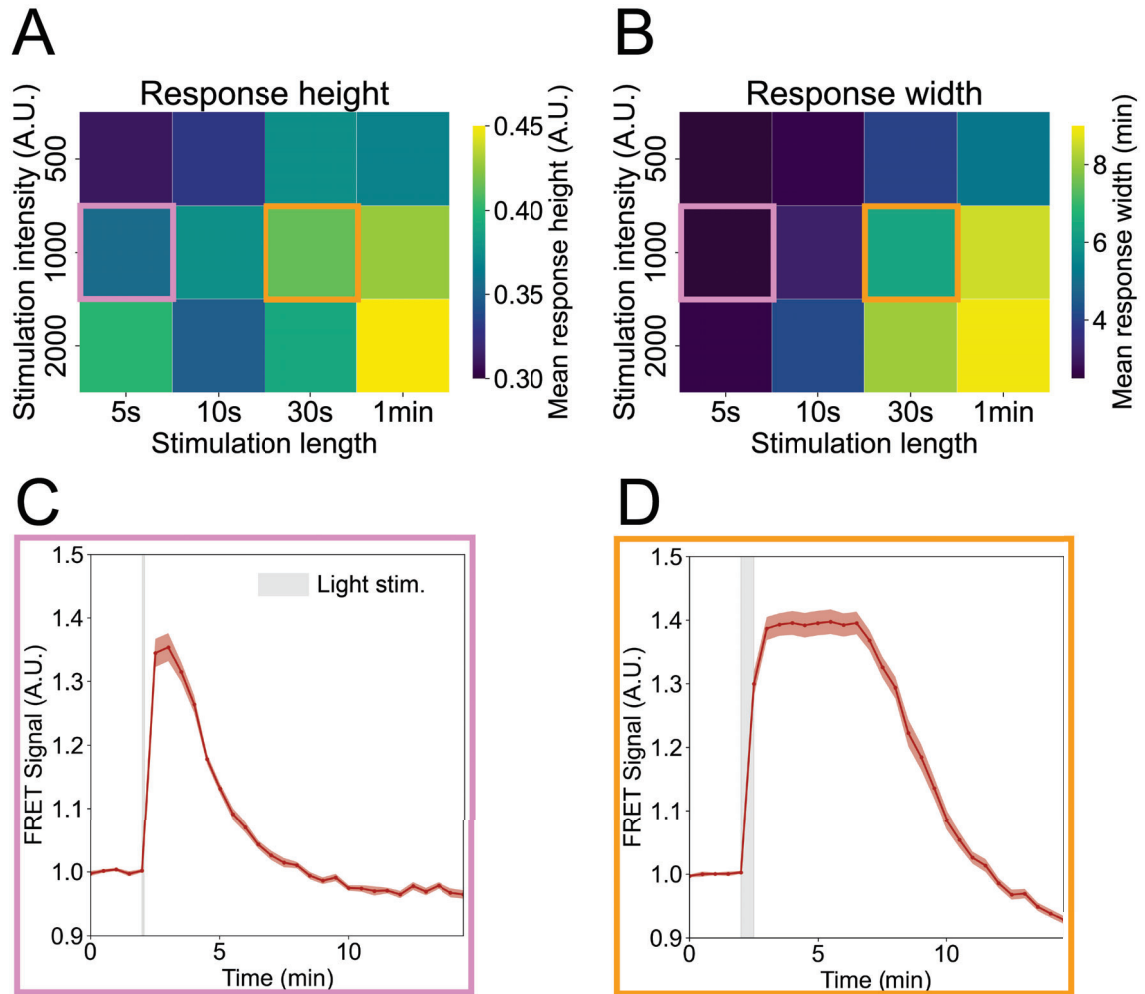 A
Response height
Stimulation intensity (A.U.)
500
1000
2000
5s 10s 30s 1min
Stimulation length
0.45
0.40
0.35
0.30
Mean response height (A.U.)
B
Response width
Stimulation intensity (A.U.)
500
1000
2000
5s 10s 30s 1min
Stimulation length
8
6
4
Mean response width (min)
C
1.5
1.4
1.3
1.2
1.1
1.0
0.9
FRET Signal (A.U.)
Light stim.
0 5 10
Time (min)
D
1.5
1.4
1.3
1.2
1.1
1.0
0.9
FRET Signal (A.U.)
0 5 10
Time (min)